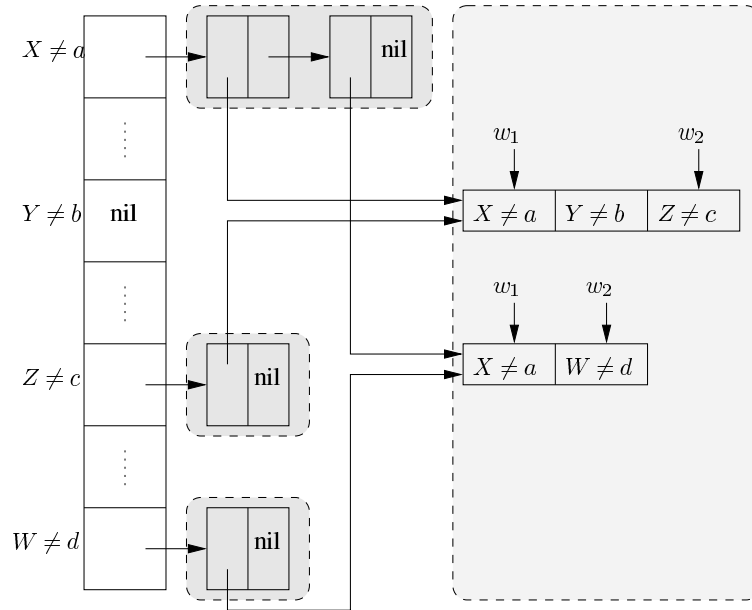 X ≠ a
nil
w₁ w₂
X ≠ a Y ≠ b Z ≠ c
Y ≠ b nil
w₁ w₂
X ≠ a W ≠ d
Z ≠ c nil
W ≠ d nil